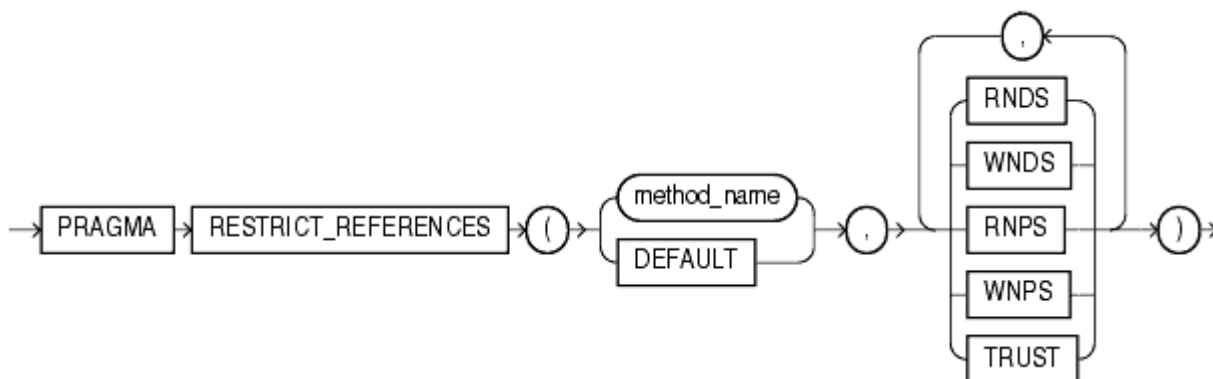 ,
RNDS
method_name
WNDS
PRAGMA RESTRICT_REFERENCES ( , RNPS )
DEFAULT
WNPS
TRUST